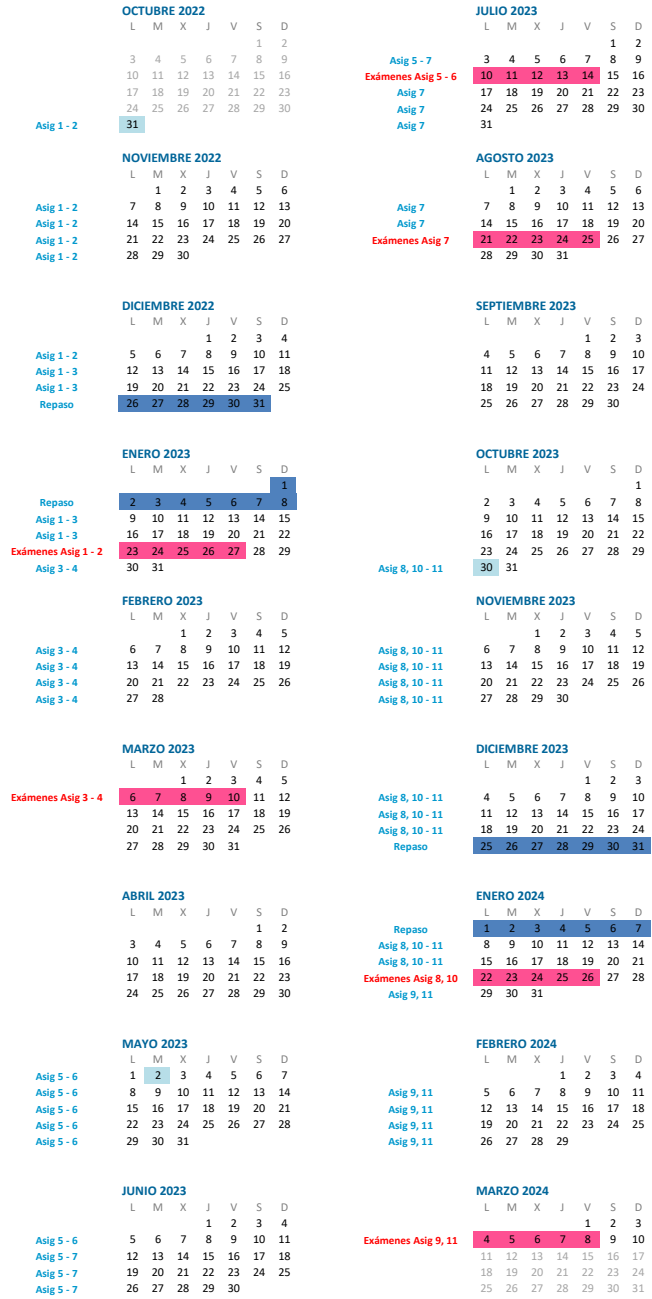 OCTUBRE 2022
L M X J V S D
1 2
3 4 5 6 7 8 9
10 11 12 13 14 15 16
17 18 19 20 21 22 23
24 25 26 27 28 29 30
Asig 1 - 2 31
NOVIEMBRE 2022
L M X J V S D
1 2 3 4 5 6
Asig 1 - 2 7 8 9 10 11 12 13
Asig 1 - 2 14 15 16 17 18 19 20
Asig 1 - 2 21 22 23 24 25 26 27
Asig 1 - 2 28 29 30
DICIEMBRE 2022
L M X J V S D
1 2 3 4
Asig 1 - 2 5 6 7 8 9 10 11
Asig 1 - 3 12 13 14 15 16 17 18
Asig 1 - 3 19 20 21 22 23 24 25
Repaso 26 27 28 29 30 31
ENERO 2023
L M X J V S D
1
Repaso 2 3 4 5 6 7 8
Asig 1 - 3 9 10 11 12 13 14 15
Asig 1 - 3 16 17 18 19 20 21 22
Exámenes Asig 1 - 2 23 24 25 26 27 28 29
Asig 3 - 4 30 31
FEBRERO 2023
L M X J V S D
1 2 3 4 5
Asig 3 - 4 6 7 8 9 10 11 12
Asig 3 - 4 13 14 15 16 17 18 19
Asig 3 - 4 20 21 22 23 24 25 26
Asig 3 - 4 27 28
MARZO 2023
L M X J V S D
1 2 3 4 5
Exámenes Asig 3 - 4 6 7 8 9 10 11 12
13 14 15 16 17 18 19
20 21 22 23 24 25 26
27 28 29 30 31
ABRIL 2023
L M X J V S D
1 2
3 4 5 6 7 8 9
10 11 12 13 14 15 16
17 18 19 20 21 22 23
24 25 26 27 28 29 30
MAYO 2023
L M X J V S D
Asig 5 - 6 1 2 3 4 5 6 7
Asig 5 - 6 8 9 10 11 12 13 14
Asig 5 - 6 15 16 17 18 19 20 21
Asig 5 - 6 22 23 24 25 26 27 28
Asig 5 - 6 29 30 31
JUNIO 2023
L M X J V S D
1 2 3 4
Asig 5 - 6 5 6 7 8 9 10 11
Asig 5 - 7 12 13 14 15 16 17 18
Asig 5 - 7 19 20 21 22 23 24 25
Asig 5 - 7 26 27 28 29 30
JULIO 2023
L M X J V S D
1 2
Asig 5 - 7 3 4 5 6 7 8 9
Exámenes Asig 5 - 6 10 11 12 13 14 15 16
Asig 7 17 18 19 20 21 22 23
Asig 7 24 25 26 27 28 29 30
Asig 7 31
AGOSTO 2023
L M X J V S D
1 2 3 4 5 6
Asig 7 7 8 9 10 11 12 13
Asig 7 14 15 16 17 18 19 20
Exámenes Asig 7 21 22 23 24 25 26 27
28 29 30 31
SEPTIEMBRE 2023
L M X J V S D
1 2 3
4 5 6 7 8 9 10
11 12 13 14 15 16 17
18 19 20 21 22 23 24
25 26 27 28 29 30
OCTUBRE 2023
L M X J V S D
1
2 3 4 5 6 7 8
9 10 11 12 13 14 15
16 17 18 19 20 21 22
23 24 25 26 27 28 29
Asig 8, 10 - 11 30 31
NOVIEMBRE 2023
L M X J V S D
1 2 3 4 5
Asig 8, 10 - 11 6 7 8 9 10 11 12
Asig 8, 10 - 11 13 14 15 16 17 18 19
Asig 8, 10 - 11 20 21 22 23 24 25 26
Asig 8, 10 - 11 27 28 29 30
DICIEMBRE 2023
L M X J V S D
1 2 3
Asig 8, 10 - 11 4 5 6 7 8 9 10
Asig 8, 10 - 11 11 12 13 14 15 16 17
Asig 8, 10 - 11 18 19 20 21 22 23 24
Repaso 25 26 27 28 29 30 31
ENERO 2024
L M X J V S D
Repaso 1 2 3 4 5 6 7
Asig 8, 10 - 11 8 9 10 11 12 13 14
Asig 8, 10 - 11 15 16 17 18 19 20 21
Exámenes Asig 8, 10 22 23 24 25 26 27 28
Asig 9, 11 29 30 31
FEBRERO 2024
L M X J V S D
1 2 3 4
Asig 9, 11 5 6 7 8 9 10 11
Asig 9, 11 12 13 14 15 16 17 18
Asig 9, 11 19 20 21 22 23 24 25
Asig 9, 11 26 27 28 29
MARZO 2024
L M X J V S D
1 2 3
Exámenes Asig 9, 11 4 5 6 7 8 9 10
11 12 13 14 15 16 17
18 19 20 21 22 23 24
25 26 27 28 29 30 31